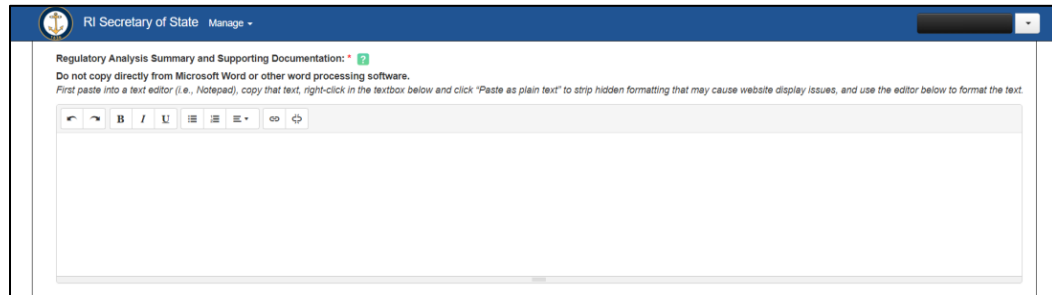 RI Secretary of State Manage
Regulatory Analysis Summary and Supporting Documentation: * ?
Do not copy directly from Microsoft Word or other word processing software.
First paste into a text editor (i.e., Notepad), copy that text, right-click in the textbox below and click "Paste as plain text" to strip hidden formatting that may cause website display issues, and use the editor below to format the text.
B I U